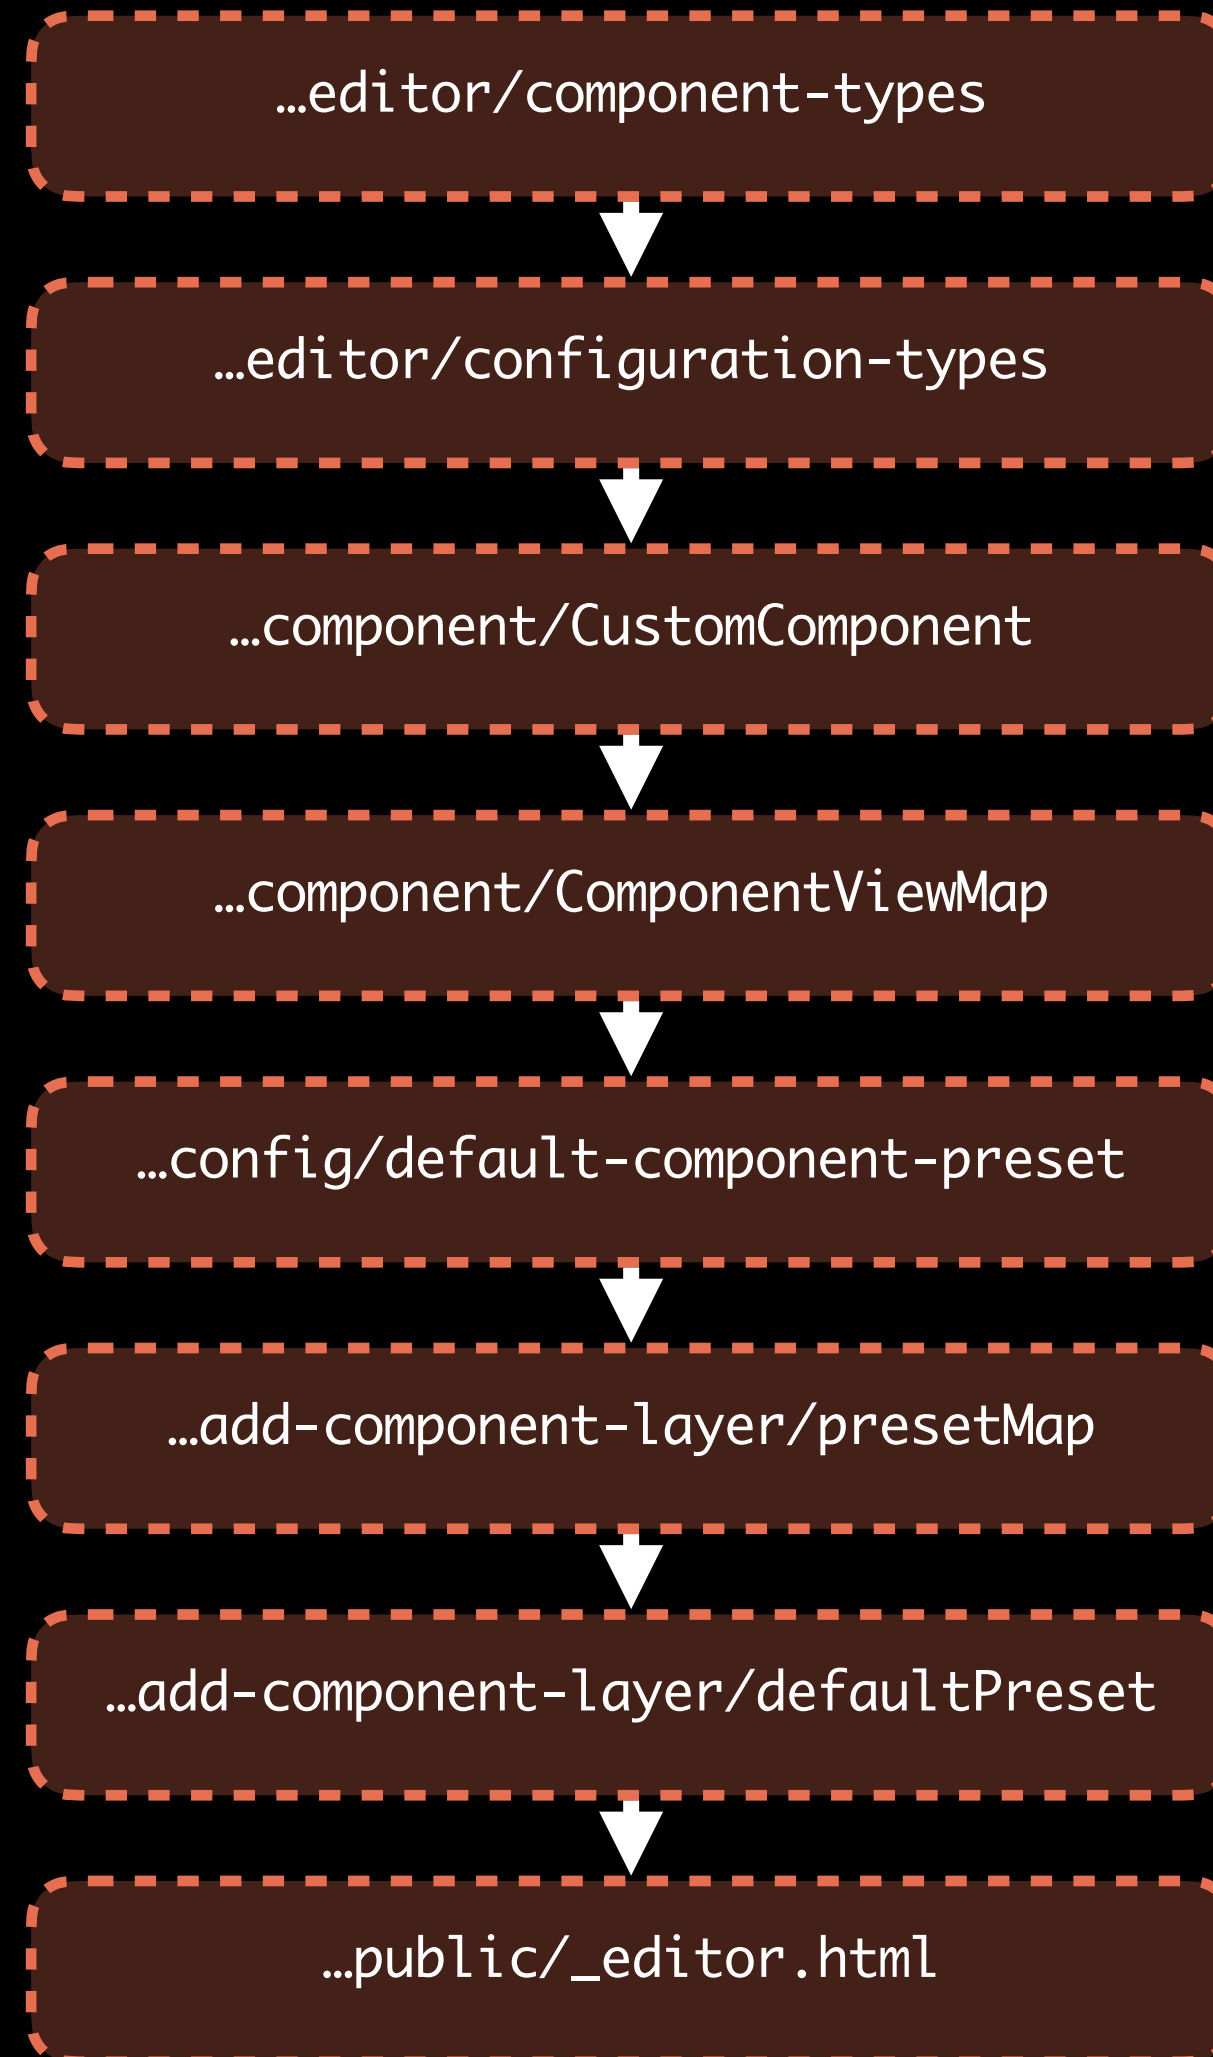 …editor/component-types
…editor/configuration-types
…component/CustomComponent
…component/ComponentViewMap
…config/default-component-preset
…add-component-layer/presetMap
…add-component-layer/defaultPreset
…public/_editor.html